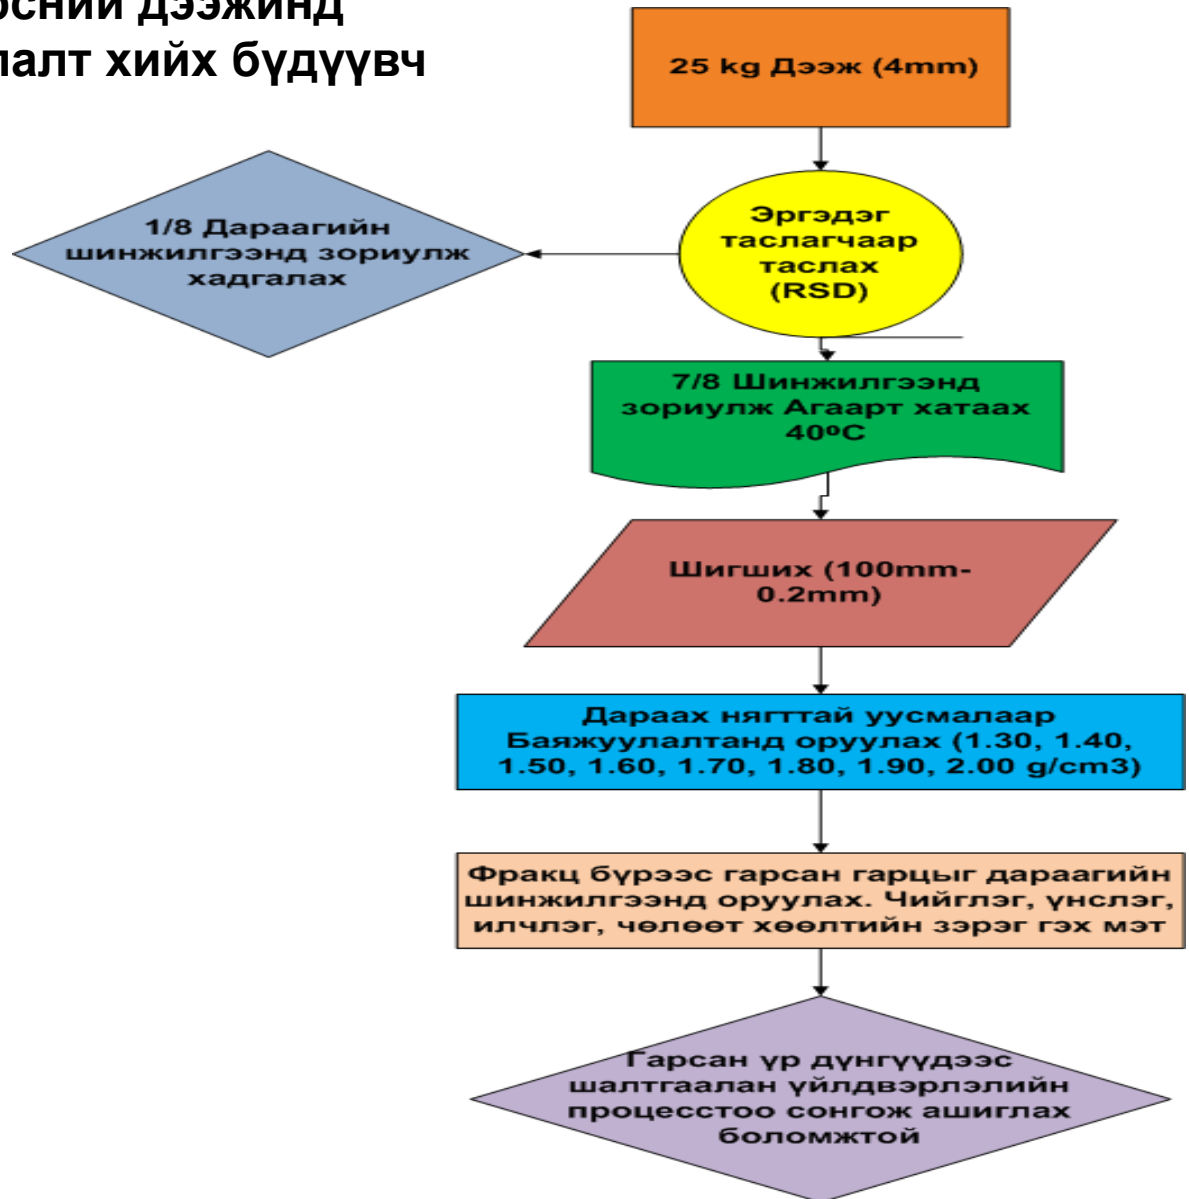 дээжинд
хийх бүдүүвч
25 kg Дээж (4mm)
Эргэдэг
таслагчаар
таслах
(RSD)
1/8 Дараагийн
шинжилгээнд зориулж
хадгалах
7/8 Шинжилгээнд
зориулж Агаарт хатаах
40ºC
Шигших (100mm-
0.2mm)
Дараах нягттай уусмалаар
Баяжуулалтанд оруулах (1.30, 1.40,
1.50, 1.60, 1.70, 1.80, 1.90, 2.00 g/cm3)
Фракц бүрээс гарсан гарцыг дараагийн
шинжилгээнд оруулах. Чийглэг, үнслэг,
илчлэг, чөлөөт хөөлтийн зэрэг гэх мэт
Гарсан үр дүнгүүдээс
шалтгаалан үйлдвэрлэлийн
процесстоо сонгож ашиглах
боломжтой